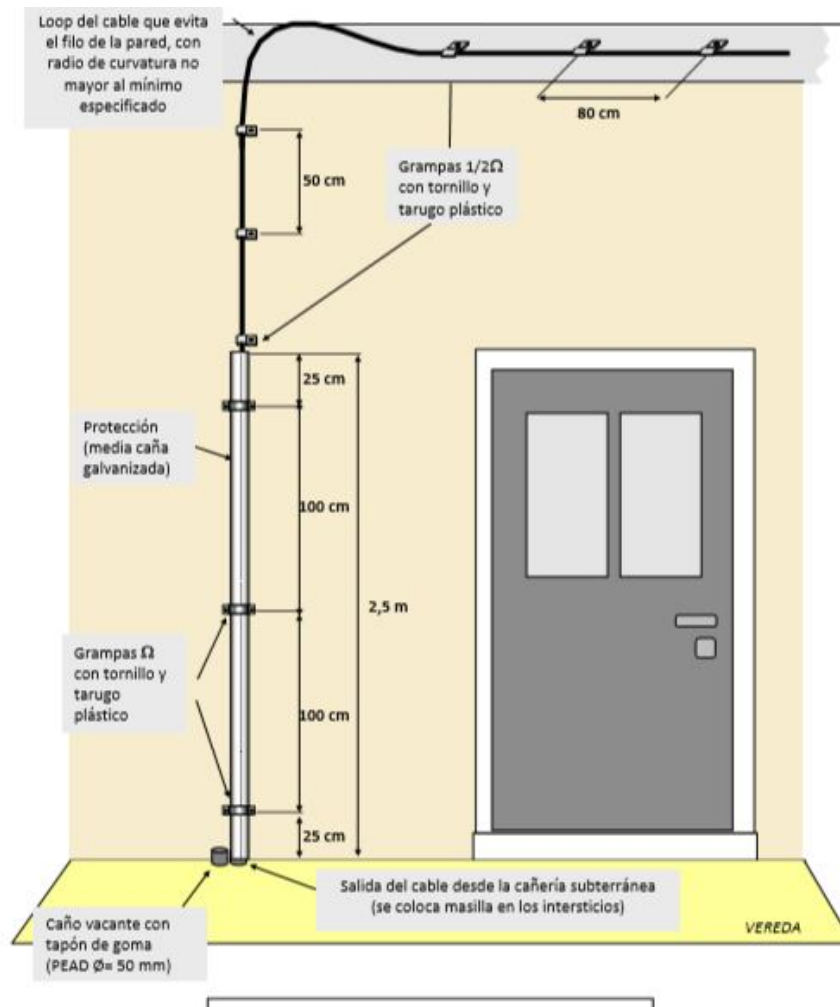 Loop del cable que evita
el filo de la pared, con
radio de curvatura no
mayor al mínimo
especificado
80 cm
50 cm
Grampas 1/2Ω
con tornillo y
tarugo plástico
25 cm
Protección
(media caña
galvanizada)
100 cm
2,5 m
Grampas Ω
con tornillo y
tarugo
plástico
100 cm
25 cm
Salida del cable desde la cañería subterránea
(se coloca masilla en los intersticios)
Caño vacante con
tapón de goma
(PEAD Ø= 50 mm)
VEREDA